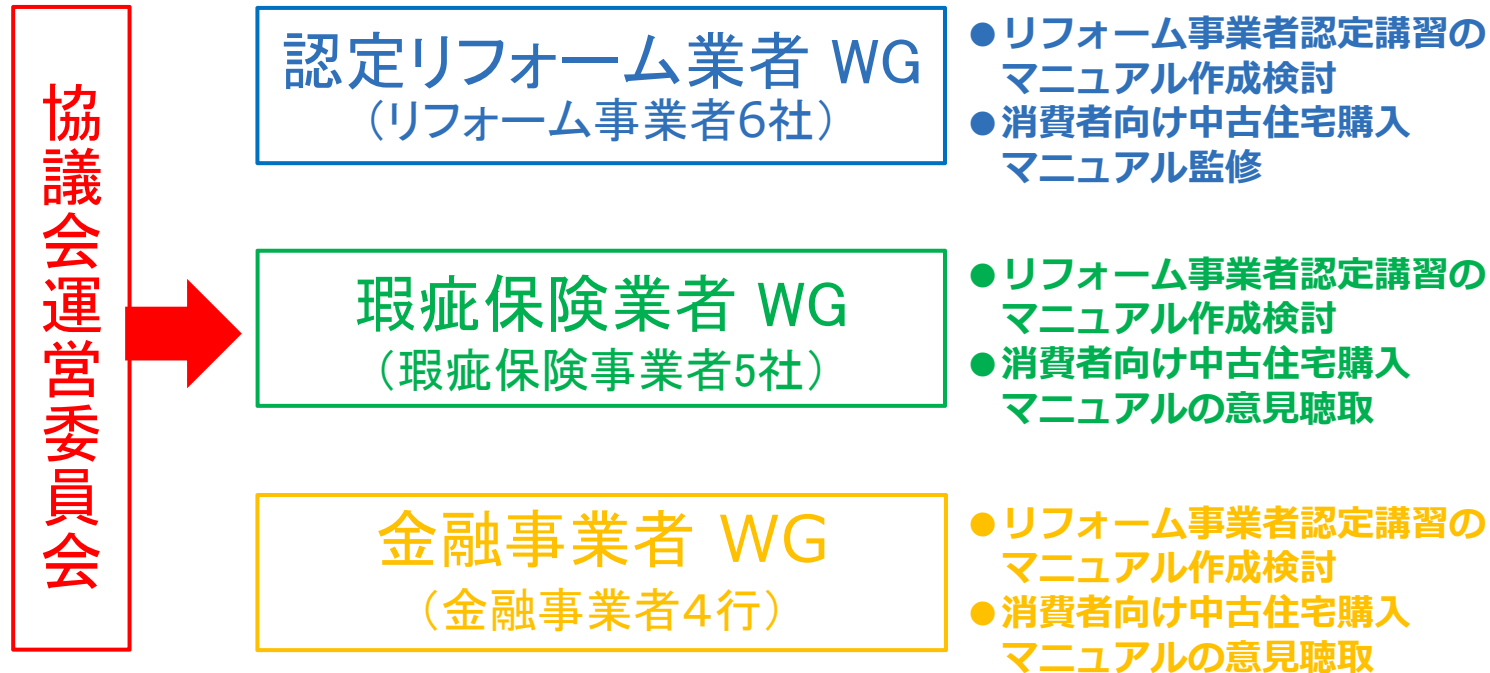 協議会運営委員会
認定リフォーム業者 WG
（リフォーム事業者６社）
●リフォーム事業者認定講習の
マニュアル作成検討
●消費者向け中古住宅購入
マニュアル監修
瑕疵保険業者 WG
（瑕疵保険事業者5社）
●リフォーム事業者認定講習の
マニュアル作成検討
●消費者向け中古住宅購入
マニュアルの意見聴取
金融事業者 WG
（金融事業者４行）
●リフォーム事業者認定講習の
マニュアル作成検討
●消費者向け中古住宅購入
マニュアルの意見聴取